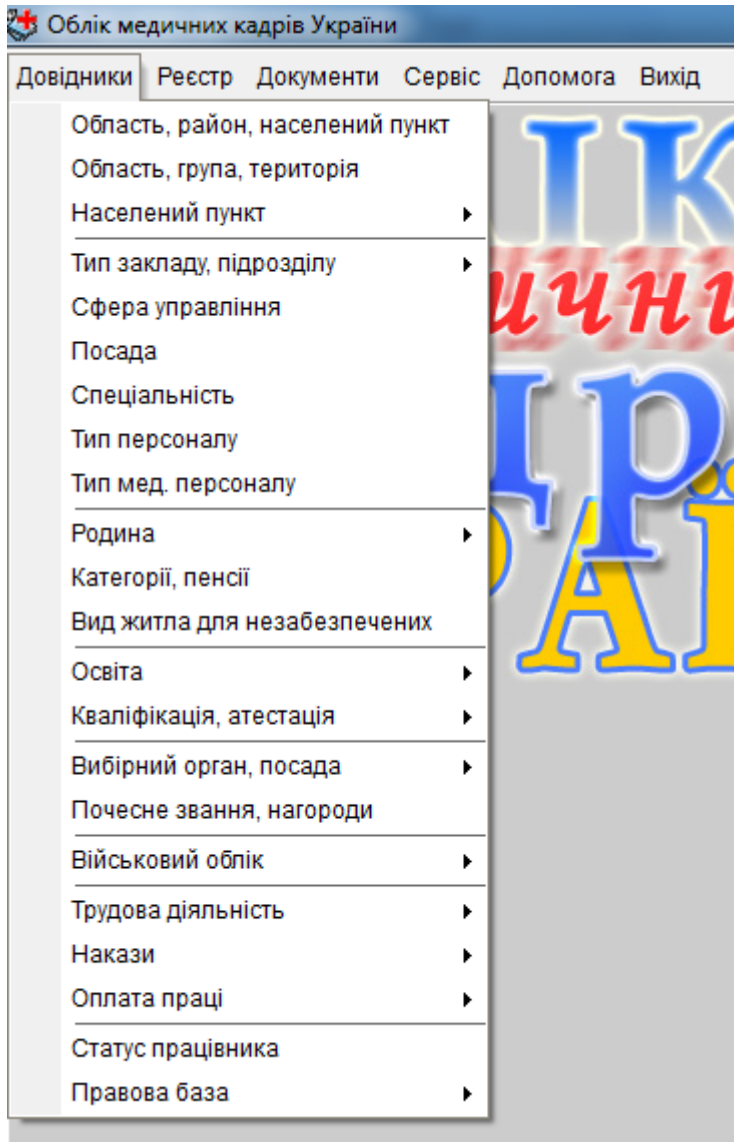 Облік медичних кадрів України
Довідники Реєстр Документи Сервіс Допомога Вихід
Область, район, населений пункт
Область, група, територія
Населений пункт
Тип закладу, підрозділу
Сфера управління
Посада
Спеціальність
Тип персоналу
Тип мед. персоналу
Родина
Категорії, пенсії
Вид житла для незабезпечених
Освіта
Кваліфікація, атестація
Вибірний орган, посада
Почесне звання, нагороди
Військовий облік
Трудова діяльність
Накази
Оплата праці
Статус працівника
Правова база